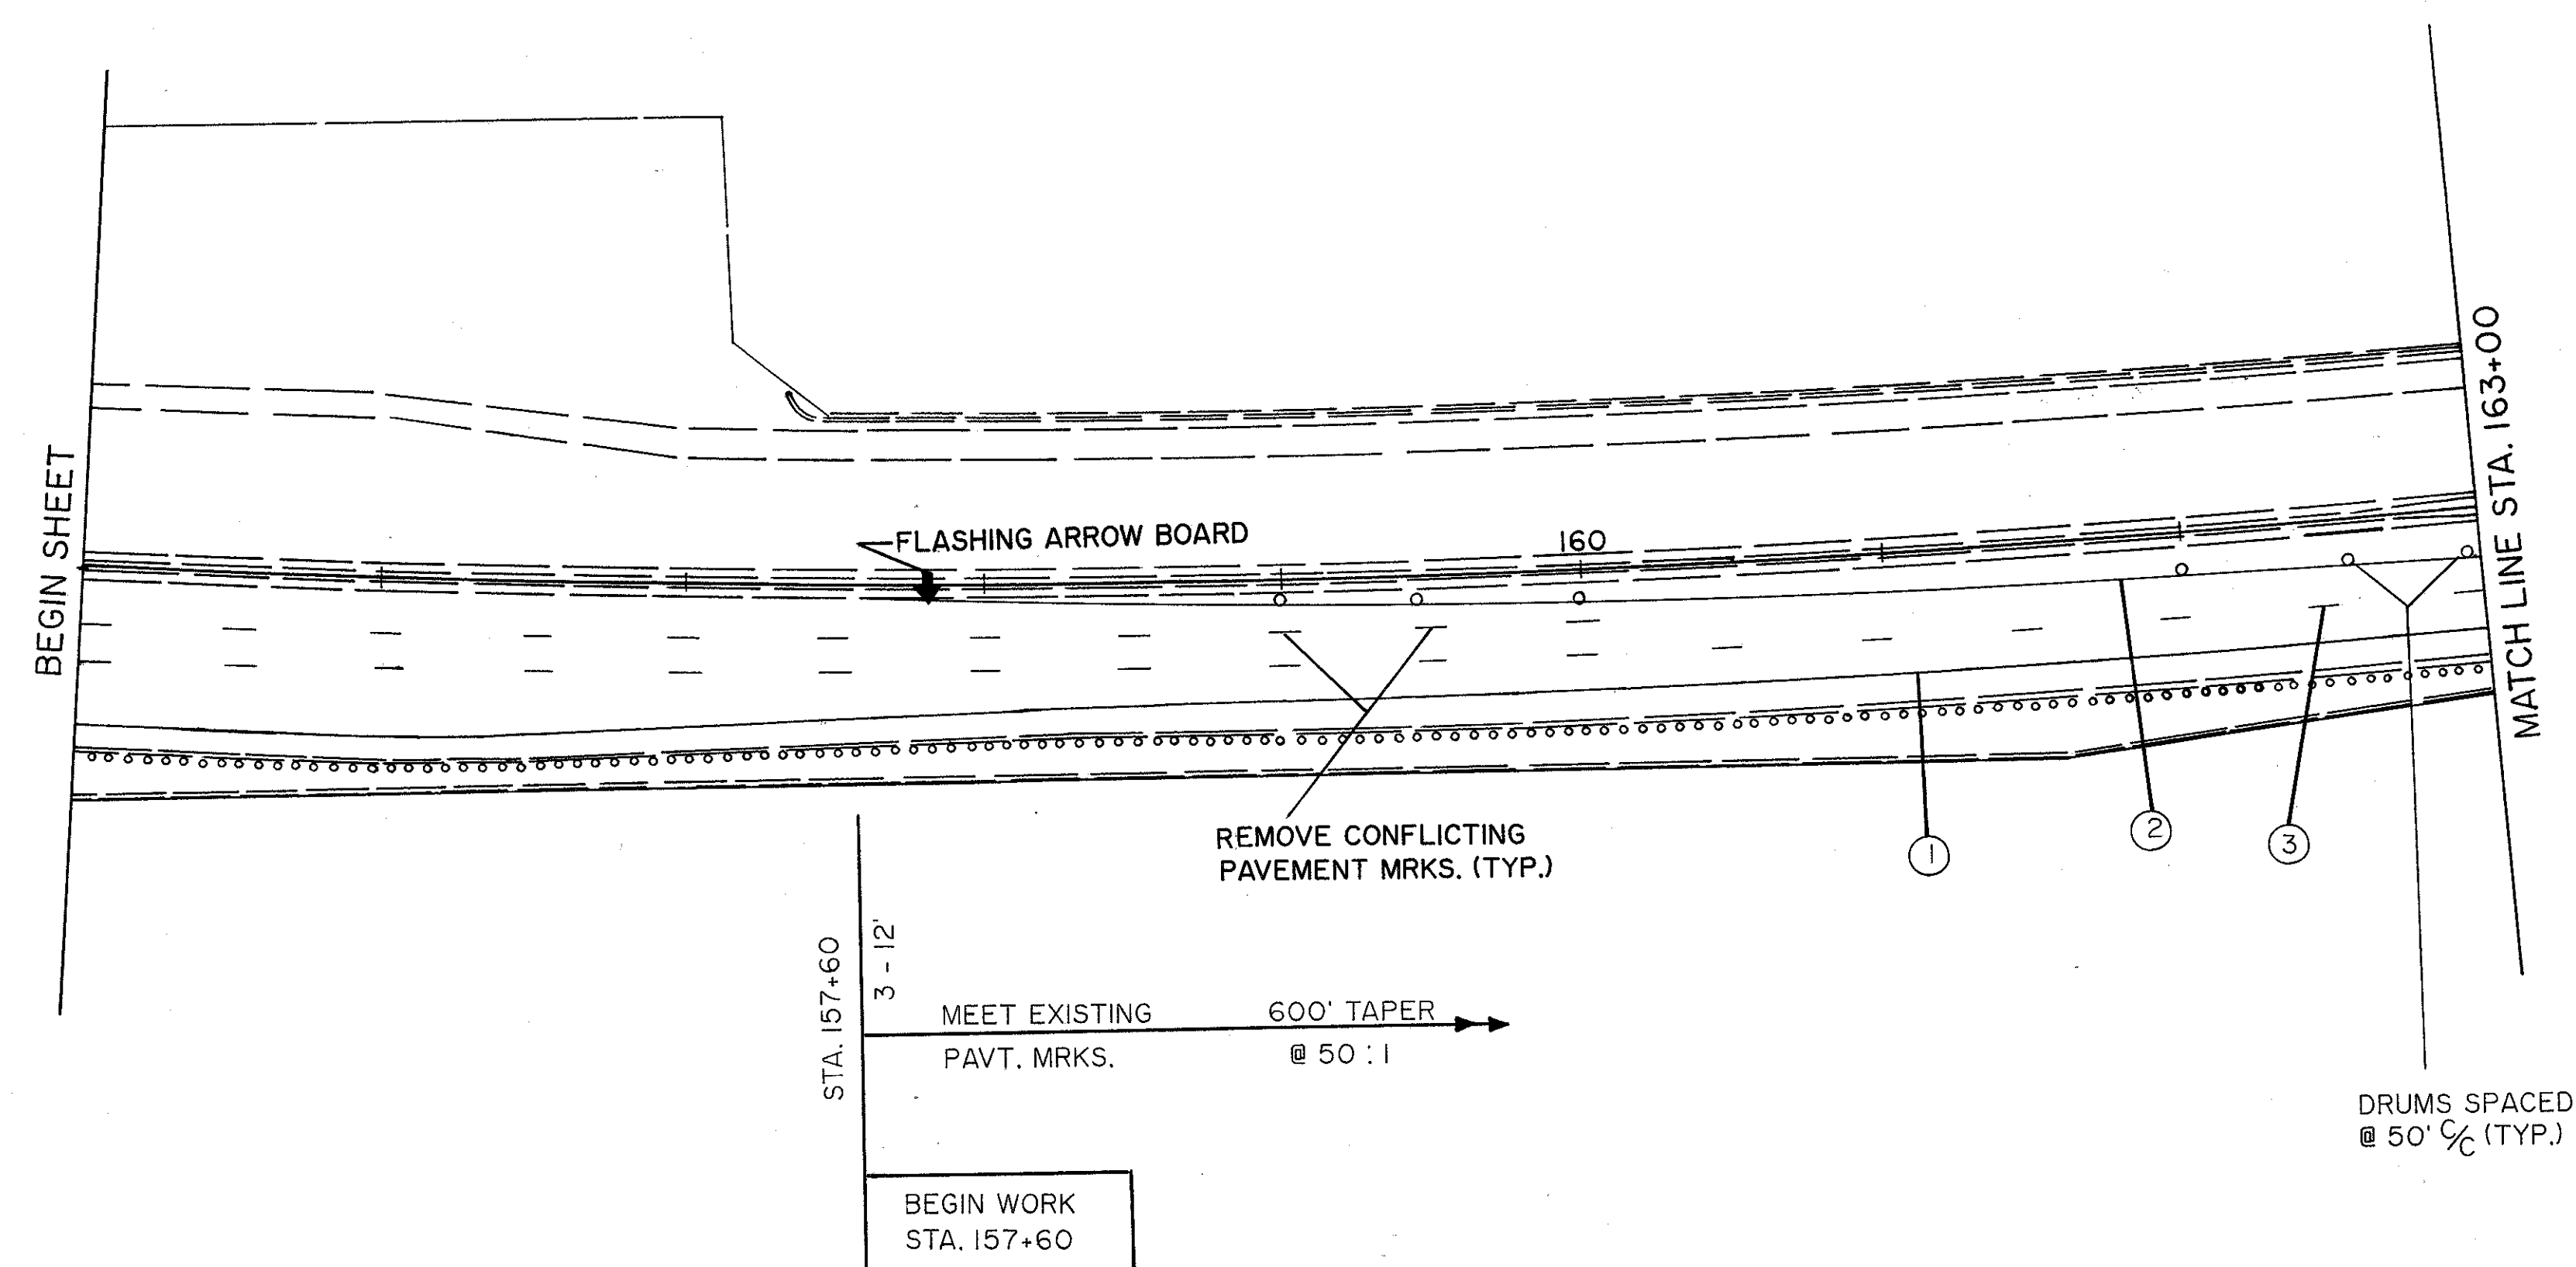 BEGIN SHEET
FLASHING ARROW BOARD
160
MATCH LINE STA. 163+00
REMOVE CONFLICTING
PAVEMENT MRKS. (TYP.)
1
2
3
STA. 157+60
3 - 12'
MEET EXISTING
PAVT. MRKS.
600' TAPER
@ 50 : 1
DRUMS SPACED
@ 50' C/C (TYP.)
BEGIN WORK
STA. 157+60